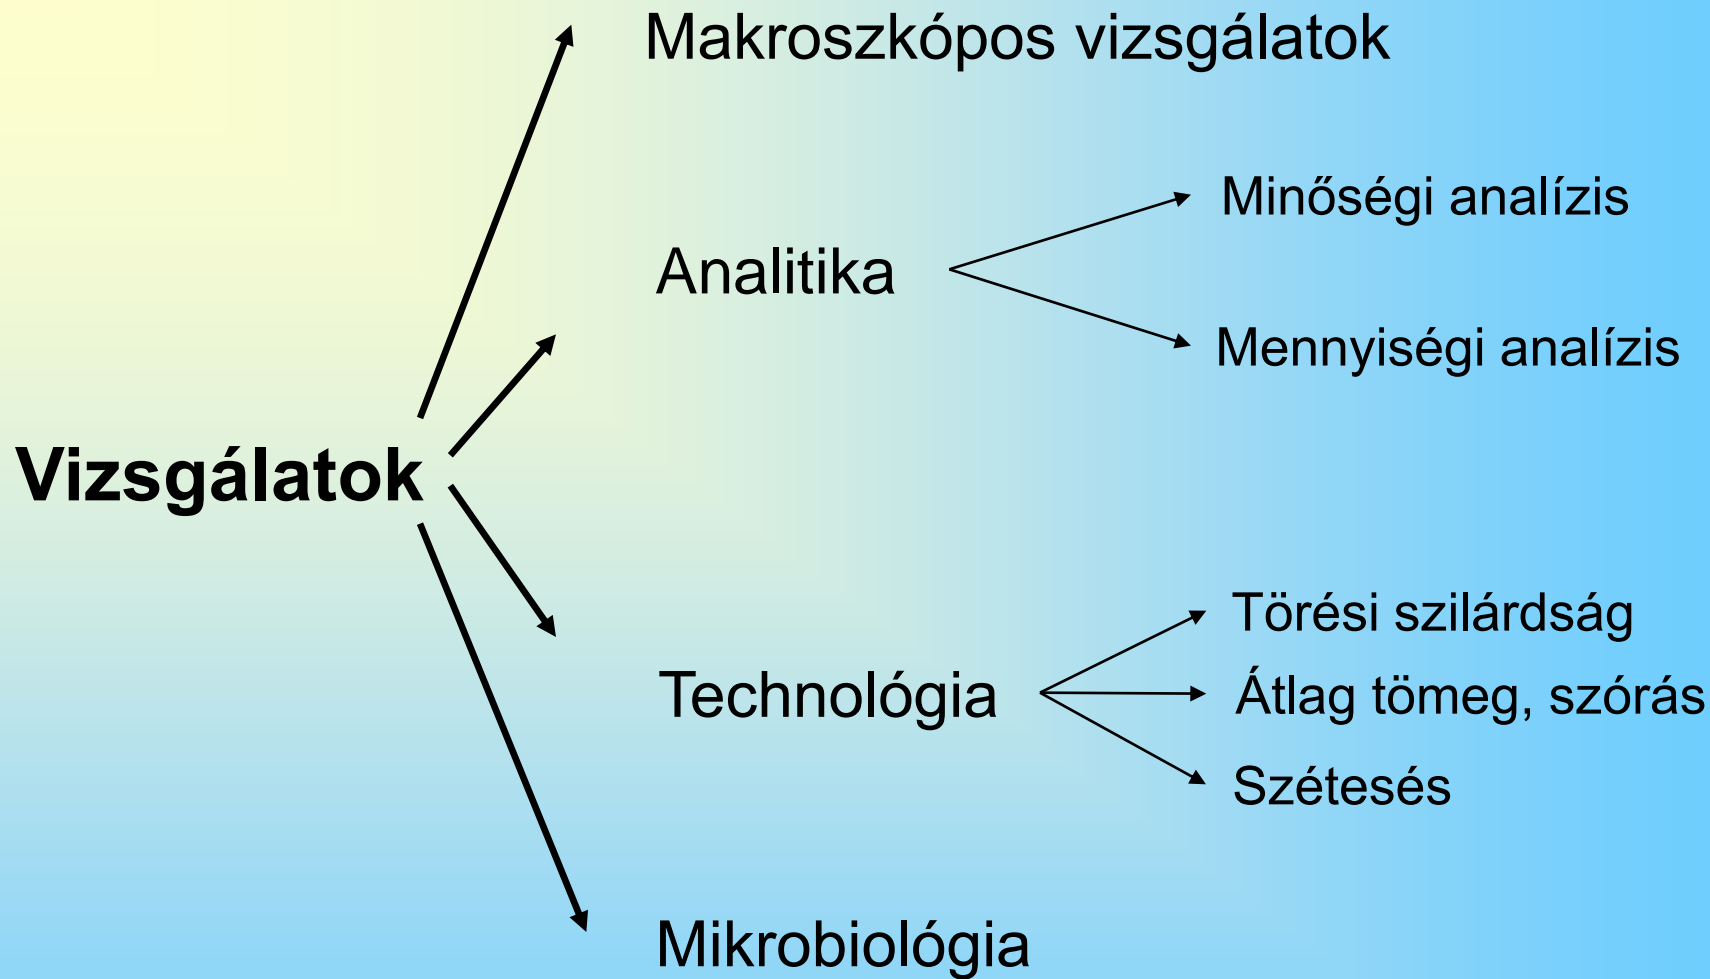 Makroszkópos vizsgálatok
Minőségi analízis
Analitika
Mennyiségi analízis
Vizsgálatok
Törési szilárdság
Technológia
Átlag tömeg, szórás
Szétesés
Mikrobiológia